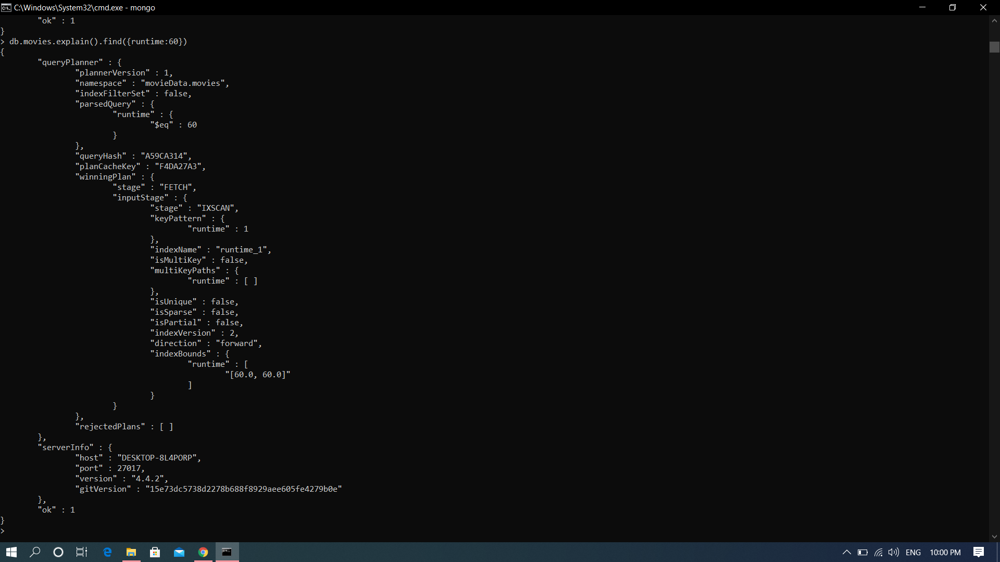 C:\Windows\System32\cmd.exe - mongo
"ok" : 1
}
> db.movies.explain().find({runtime:60})
{
"queryPlanner" : {
"plannerVersion" : 1,
"namespace" : "movieData.movies",
"indexFilterSet" : false,
"parsedQuery" : {
"runtime" : {
"$eq" : 60
}
},
"queryHash" : "A59CA314",
"planCacheKey" : "F4DA27A3",
"winningPlan" : {
"stage" : "FETCH",
"inputStage" : {
"stage" : "IXSCAN",
"keyPattern" : {
"runtime" : 1
},
"indexName" : "runtime_1",
"isMultiKey" : false,
"multiKeyPaths" : {
"runtime" : [ ]
},
"isUnique" : false,
"isSparse" : false,
"isPartial" : false,
"indexVersion" : 2,
"direction" : "forward",
"indexBounds" : {
"runtime" : [
"[60.0, 60.0]"
]
}
}
},
"rejectedPlans" : [ ]
},
"serverInfo" : {
"host" : "DESKTOP-8L4PORP",
"port" : 27017,
"version" : "4.4.2",
"gitVersion" : "15e73dc5738d2278b688f8929aee605fe4279b0e"
},
"ok" : 1
}
>
ENG 10:00 PM